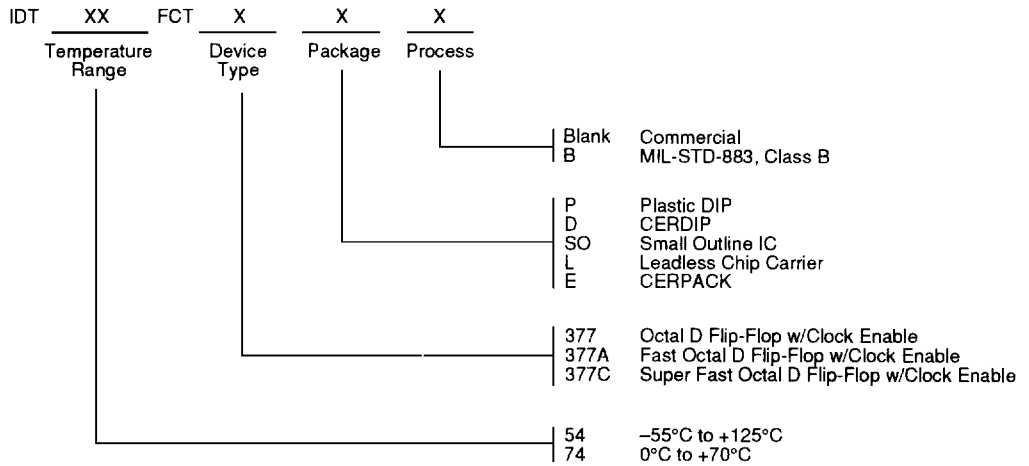 IDT XX FCT X X X
Temperature Range Device Type Package Process
Blank Commercial
B MIL-STD-883, Class B
P Plastic DIP
D CERDIP
SO Small Outline IC
L Leadless Chip Carrier
E CERPACK
377 Octal D Flip-Flop w/Clock Enable
377A Fast Octal D Flip-Flop w/Clock Enable
377C Super Fast Octal D Flip-Flop w/Clock Enable
54 –55°C to +125°C
74 0°C to +70°C